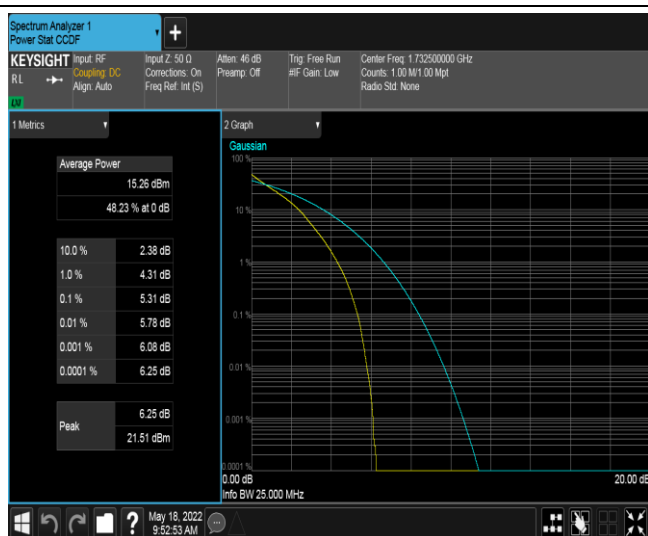 Spectrum Analyzer 1
Power Stat CCDF
+
KEYSIGHT
RL
LXI
Input: RF
Coupling: DC
Align: Auto
Input Z: 50 Ω
Corrections: On
Freq Ref: Int (S)
Atten: 46 dB
Preamp: Off
Trig: Free Run
#IF Gain: Low
Center Freq: 1.732500000 GHz
Counts: 1.00 M/1.00 Mpt
Radio Std: None
1 Metrics
Average Power
15.26 dBm
48.23 % at 0 dB
10.0 % 2.38 dB
1.0 % 4.31 dB
0.1 % 5.31 dB
0.01 % 5.78 dB
0.001 % 6.08 dB
0.0001 % 6.25 dB
Peak
6.25 dB
21.51 dBm
2 Graph
Gaussian
100 %
10 %
1 %
0.1 %
0.01 %
0.001 %
0.0001 %
0.00 dB 20.00 dB
Info BW 25.000 MHz
?
May 18, 2022
9:52:53 AM